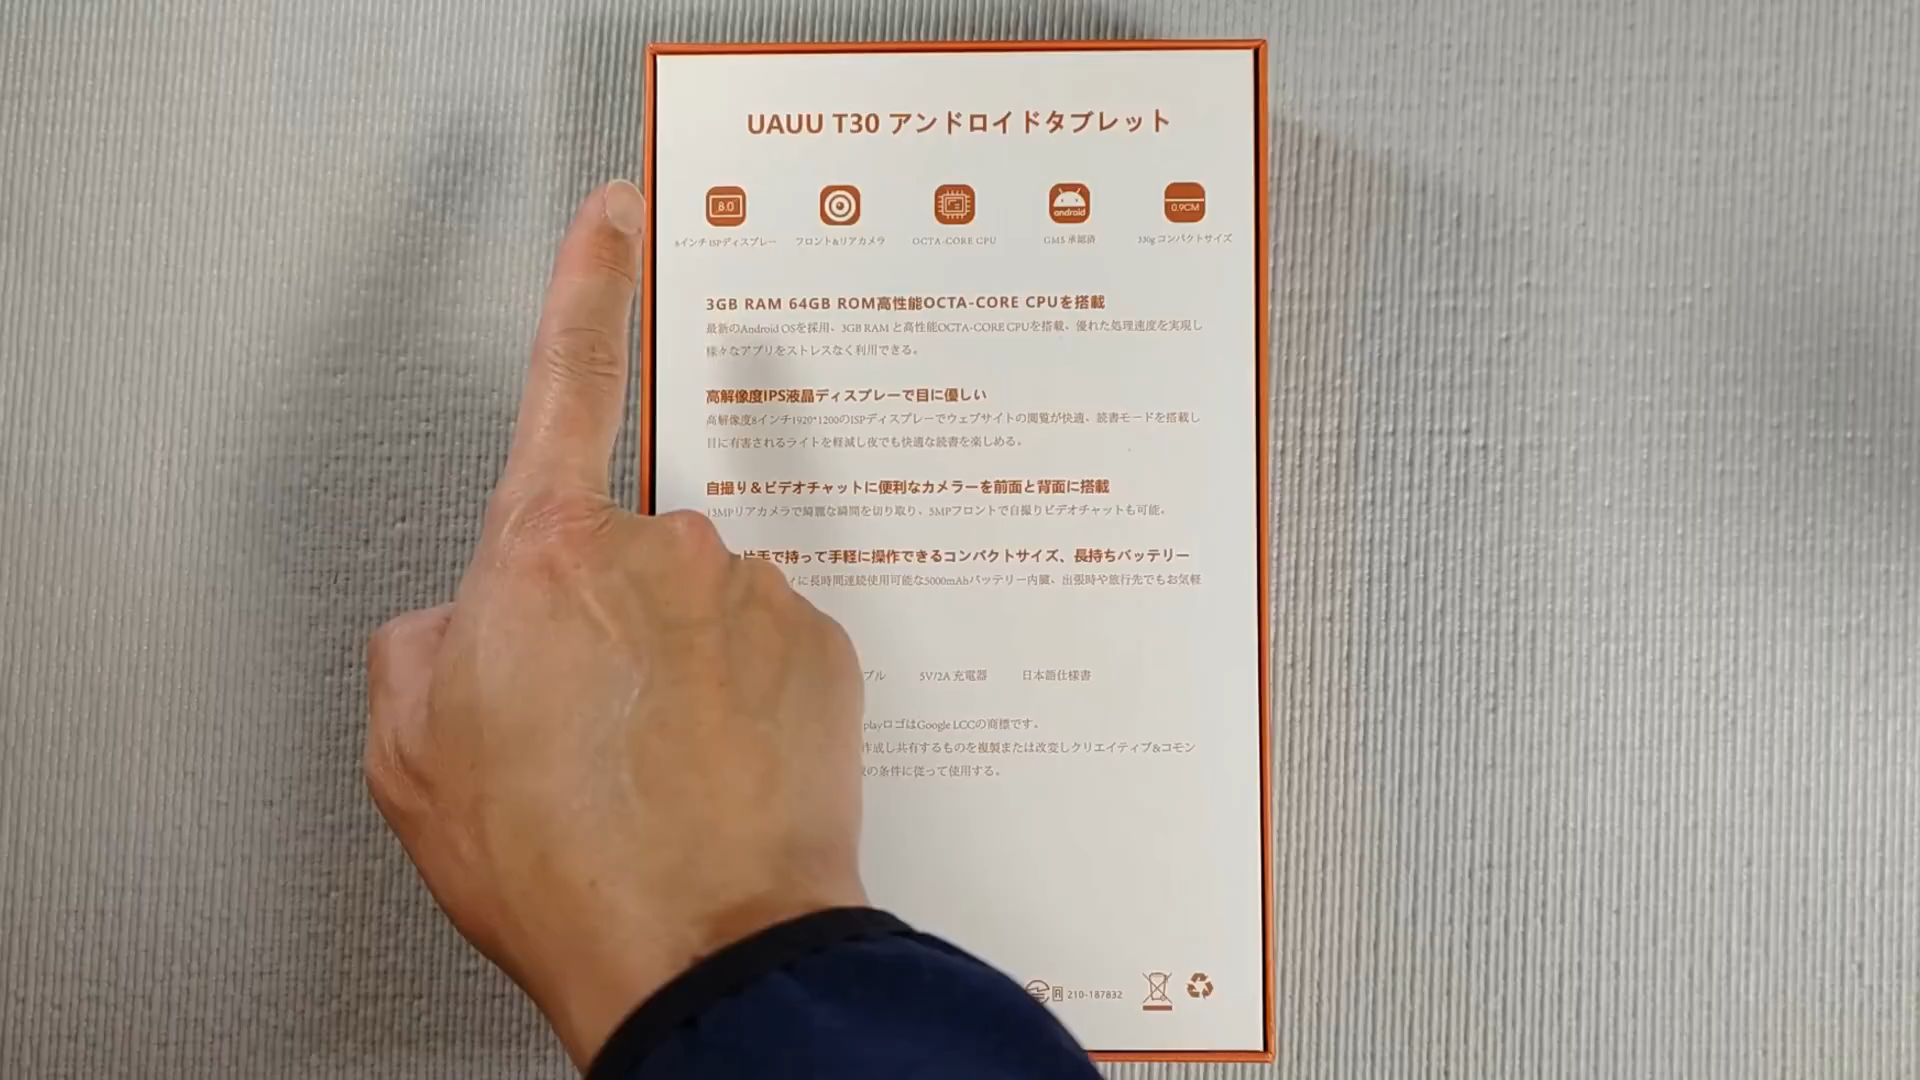 UAUU T30 アンドロイドタブレット
8.0
android
0.9CM
8インチ ISPディスプレー
フロント&リアカメラ
OCTA-CORE CPU
GMS 承認済
330g コンパクトサイズ
3GB RAM 64GB ROM高性能OCTA-CORE CPUを搭載
最新のAndroid OSを採用、3GB RAM と高性能OCTA-CORE CPUを搭載、優れた処理速度を実現し
様々なアプリをストレスなく利用できる。
高解像度IPS液晶ディスプレーで目に優しい
高解像度8インチ1920*1200のISPディスプレーでウェブサイトの閲覧が快適、読書モードを搭載し
目に有害されるライトを軽減し夜でも快適な読書を楽しめる。
自撮り＆ビデオチャットに便利なカメラーを前面と背面に搭載
13MPリアカメラで綺麗な瞬間を切り取り、5MPフロントで自撮りビデオチャットも可能。
片手で持って手軽に操作できるコンパクトサイズ、長持ちバッテリー
ィに長時間連続使用可能な5000mAhバッテリー内臓、出張時や旅行先でもお気軽
ブル 5V/2A 充電器 日本語仕様書
playロゴはGoogle LCCの商標です。
作成し共有するものを複製または改変しクリエイティブ&コモン
の条件に従って使用する。
R 210-187832